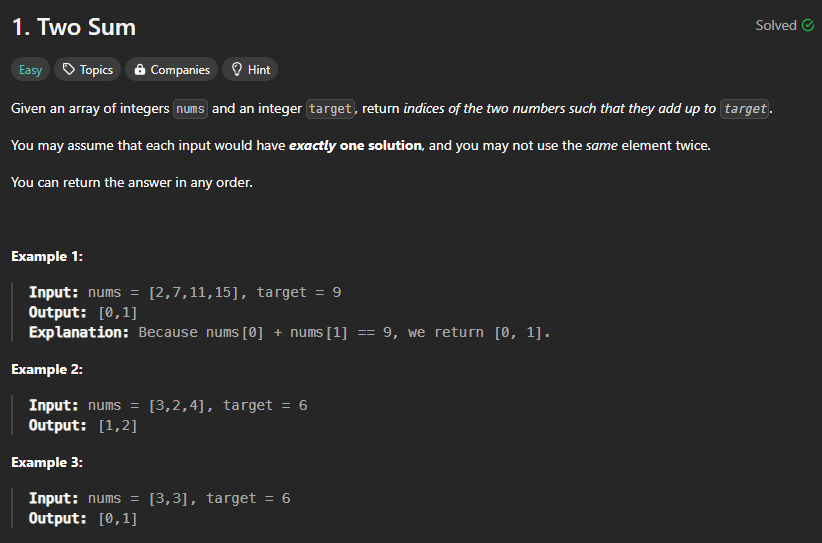 1. Two Sum
Solved
Easy Topics Companies Hint
Given an array of integers nums and an integer target, return indices of the two numbers such that they add up to target.
You may assume that each input would have exactly one solution, and you may not use the same element twice.
You can return the answer in any order.
Example 1:
Input: nums = [2,7,11,15], target = 9
Output: [0,1]
Explanation: Because nums[0] + nums[1] == 9, we return [0, 1].
Example 2:
Input: nums = [3,2,4], target = 6
Output: [1,2]
Example 3:
Input: nums = [3,3], target = 6
Output: [0,1]